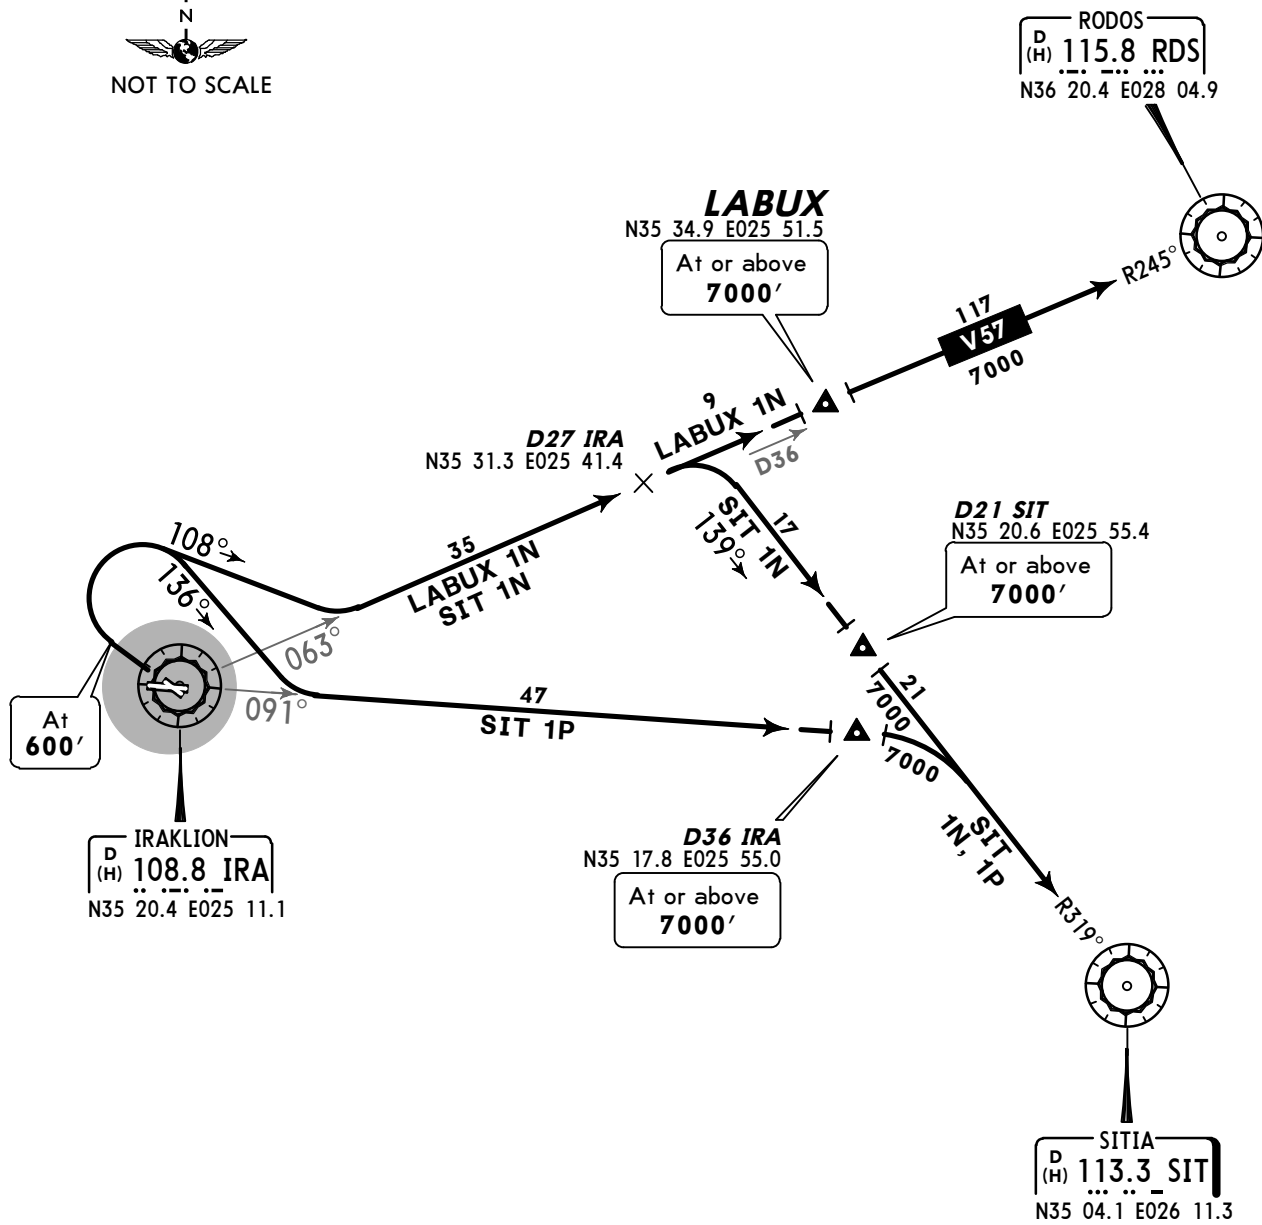 N
NOT TO SCALE
RODOS
D
(H) 115.8 RDS
N36 20.4 E028 04.9
LABUX
N35 34.9 E025 51.5
At or above
7000'
R245°
117
V57
7000
9
LABUX 1N
D36
D27 IRA
N35 31.3 E025 41.4
SIT 1N
139°
17
D21 SIT
N35 20.6 E025 55.4
At or above
7000'
108°
136°
35
LABUX 1N
SIT 1N
063°
091°
47
SIT 1P
21
7000
7000
At
600'
IRAKLION
D
(H) 108.8 IRA
N35 20.4 E025 11.1
D36 IRA
N35 17.8 E025 55.0
At or above
7000'
SIT
1N, 1P
R319°
SITIA
D
(H) 113.3 SIT
N35 04.1 E026 11.3